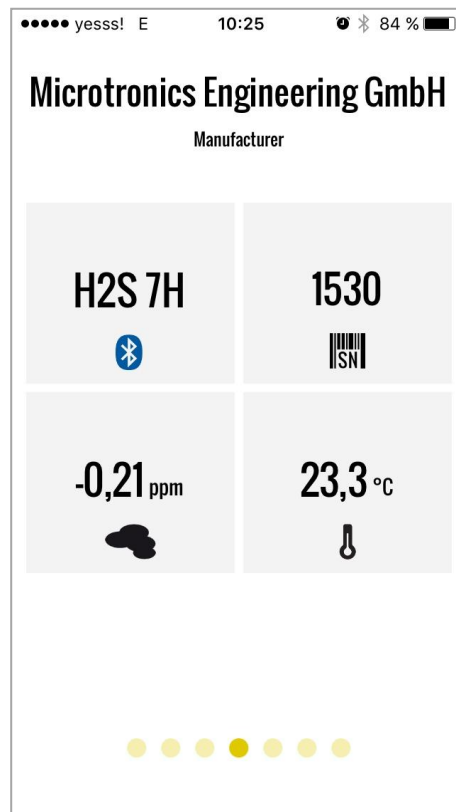 yesss! E 10:25 84 %
Microtronics Engineering GmbH
Manufacturer
H2S 7H
1530
SN
-0,21 ppm
23,3 °C